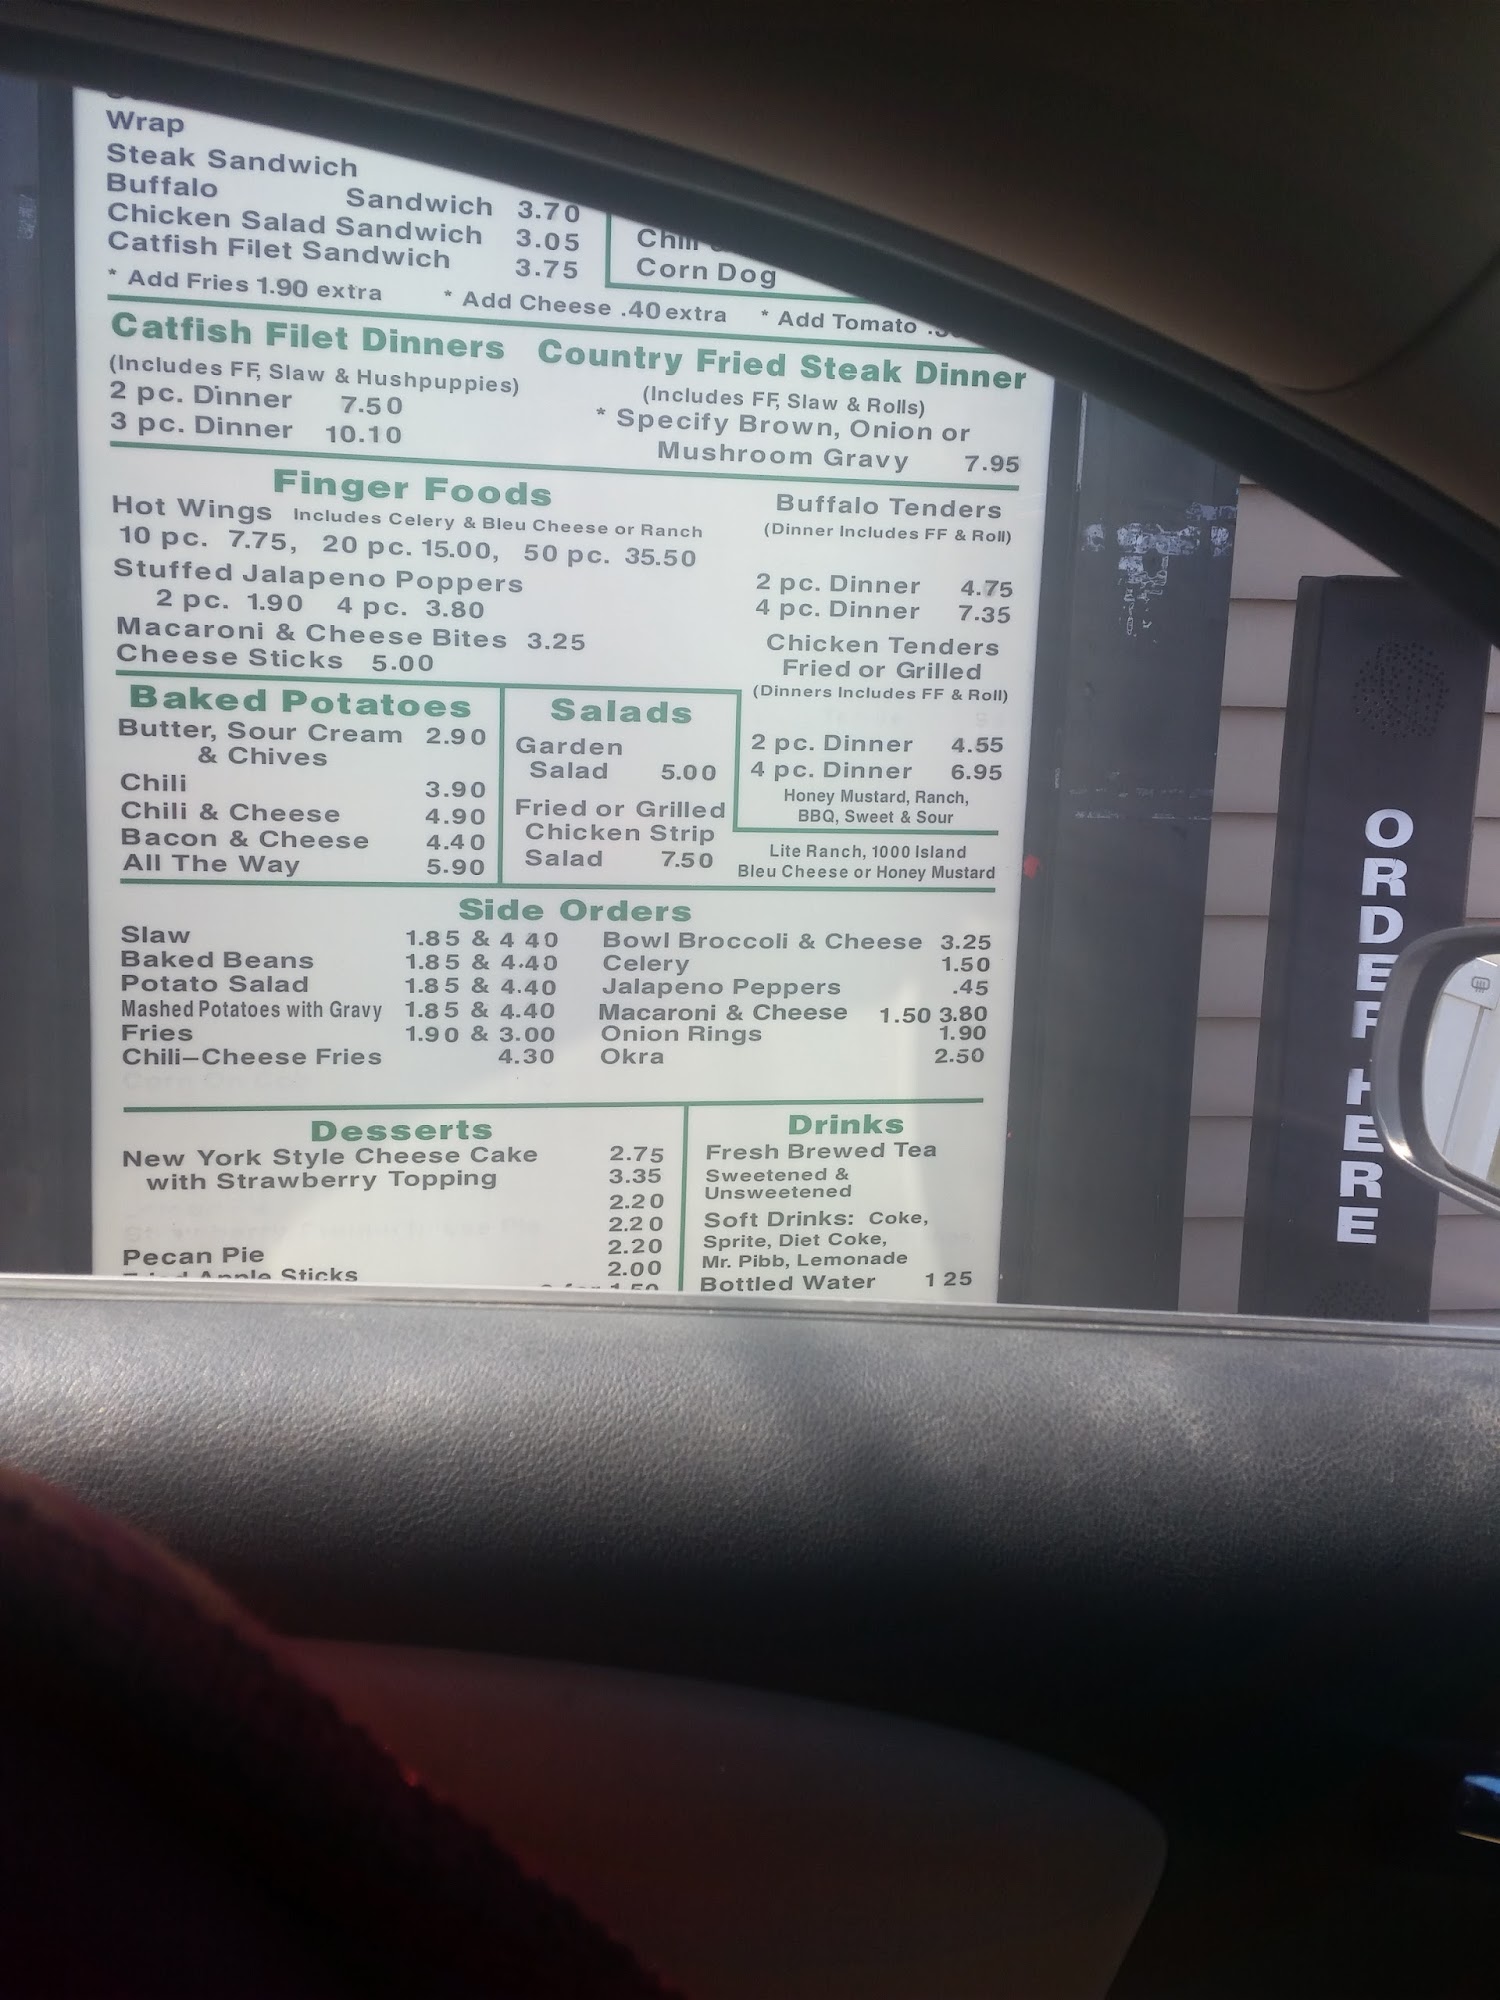 Wrap
Steak Sandwich
Buffalo Sandwich 3.70
Chicken Salad Sandwich 3.05
Catfish Filet Sandwich 3.75
Corn Dog
* Add Fries 1.90 extra * Add Cheese .40 extra * Add Tomato
Catfish Filet Dinners
(Includes FF, Slaw & Hushpuppies)
2 pc. Dinner 7.50
3 pc. Dinner 10.10
Country Fried Steak Dinner
(Includes FF, Slaw & Rolls)
* Specify Brown, Onion or
Mushroom Gravy 7.95
Finger Foods
Hot Wings Includes Celery & Bleu Cheese or Ranch
10 pc. 7.75, 20 pc. 15.00, 50 pc. 35.50
Stuffed Jalapeno Poppers
2 pc. 1.90 4 pc. 3.80
Macaroni & Cheese Bites 3.25
Cheese Sticks 5.00
Buffalo Tenders
(Dinner Includes FF & Roll)
2 pc. Dinner 4.75
4 pc. Dinner 7.35
Chicken Tenders
Fried or Grilled
(Dinners Includes FF & Roll)
2 pc. Dinner 4.55
4 pc. Dinner 6.95
Honey Mustard, Ranch,
BBQ, Sweet & Sour
Baked Potatoes
Butter, Sour Cream 2.90
& Chives
Chili 3.90
Chili & Cheese 4.90
Bacon & Cheese 4.40
All The Way 5.90
Salads
Garden
Salad 5.00
Fried or Grilled
Chicken Strip
Salad 7.50
Lite Ranch, 1000 Island
Bleu Cheese or Honey Mustard
Side Orders
Slaw 1.85 & 4 40
Baked Beans 1.85 & 4.40
Potato Salad 1.85 & 4.40
Mashed Potatoes with Gravy 1.85 & 4.40
Fries 1.90 & 3.00
Chili–Cheese Fries 4.30
Bowl Broccoli & Cheese 3.25
Celery 1.50
Jalapeno Peppers .45
Macaroni & Cheese 1.50 3.80
Onion Rings 1.90
Okra 2.50
Desserts
New York Style Cheese Cake 2.75
with Strawberry Topping 3.35
2.20
2.20
Pecan Pie 2.20
Apple Sticks 2.00
Drinks
Fresh Brewed Tea
Sweetened &
Unsweetened
Soft Drinks: Coke,
Sprite, Diet Coke,
Mr. Pibb, Lemonade
Bottled Water 1 25
ORDER HERE